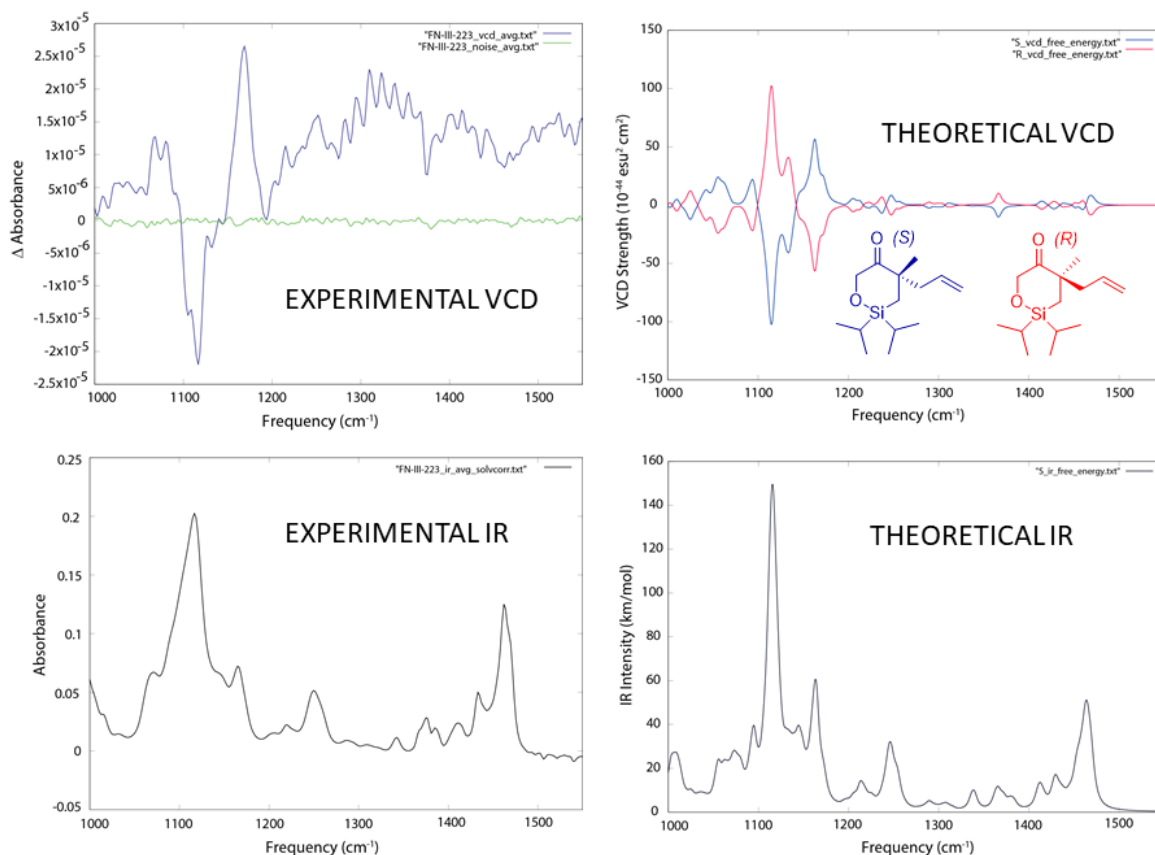 3x10⁻⁵
2.5x10⁻⁵
2x10⁻⁵
1.5x10⁻⁵
1x10⁻⁵
5x10⁻⁶
0
-5x10⁻⁶
-1x10⁻⁵
-1.5x10⁻⁵
-2x10⁻⁵
-2.5x10⁻⁵
Δ Absorbance
"FN-III-223_vcd_avg.txt"
"FN-III-223_noise_avg.txt"
EXPERIMENTAL VCD
1000 1100 1200 1300 1400 1500
Frequency (cm⁻¹)
100
50
0
-50
-100
-150
VCD Strength (10⁻⁴⁴ esu² cm²)
"S_vcd_free_energy.txt"
"R_vcd_free_energy.txt"
THEORETICAL VCD
O (S)
O
Si
O (R)
O
Si
1000 1100 1200 1300 1400 1500
Frequency (cm⁻¹)
0.25
0.2
0.15
0.1
0.05
0
-0.05
Absorbance
"FN-III-223_ir_avg_solvcorr.txt"
EXPERIMENTAL IR
1000 1100 1200 1300 1400 1500
Frequency (cm⁻¹)
160
140
120
100
80
60
40
20
0
IR Intensity (km/mol)
"S_ir_free_energy.txt"
THEORETICAL IR
1000 1100 1200 1300 1400 1500
Frequency (cm⁻¹)